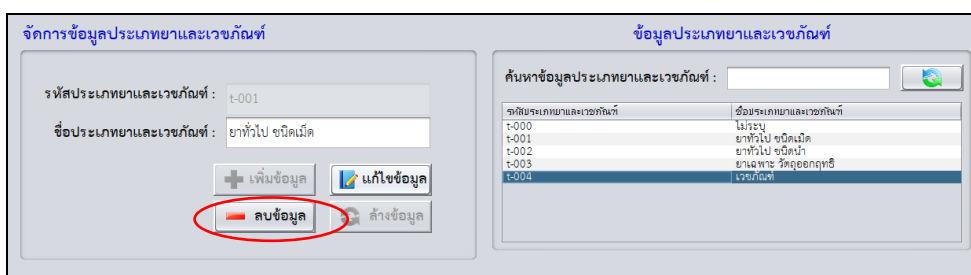 จัดการข้อมูลประเภทยาและเวชภัณฑ์
รหัสประเภทยาและเวชภัณฑ์ :
t-001
ชื่อประเภทยาและเวชภัณฑ์ :
ยาทั่วไป ชนิดเม็ด
เพิ่มข้อมูล
แก้ไขข้อมูล
ลบข้อมูล
ล้างข้อมูล
ข้อมูลประเภทยาและเวชภัณฑ์
ค้นหาข้อมูลประเภทยาและเวชภัณฑ์ :
รหัสประเภทยาและเวชภัณฑ์ ชื่อประเภทยาและเวชภัณฑ์
t-000 ไม่ระบุ
t-001 ยาทั่วไป ชนิดเม็ด
t-002 ยาทั่วไป ชนิดน้ำ
t-003 ยาเฉพาะ วัตถุออกฤทธิ์
t-004 เวชภัณฑ์